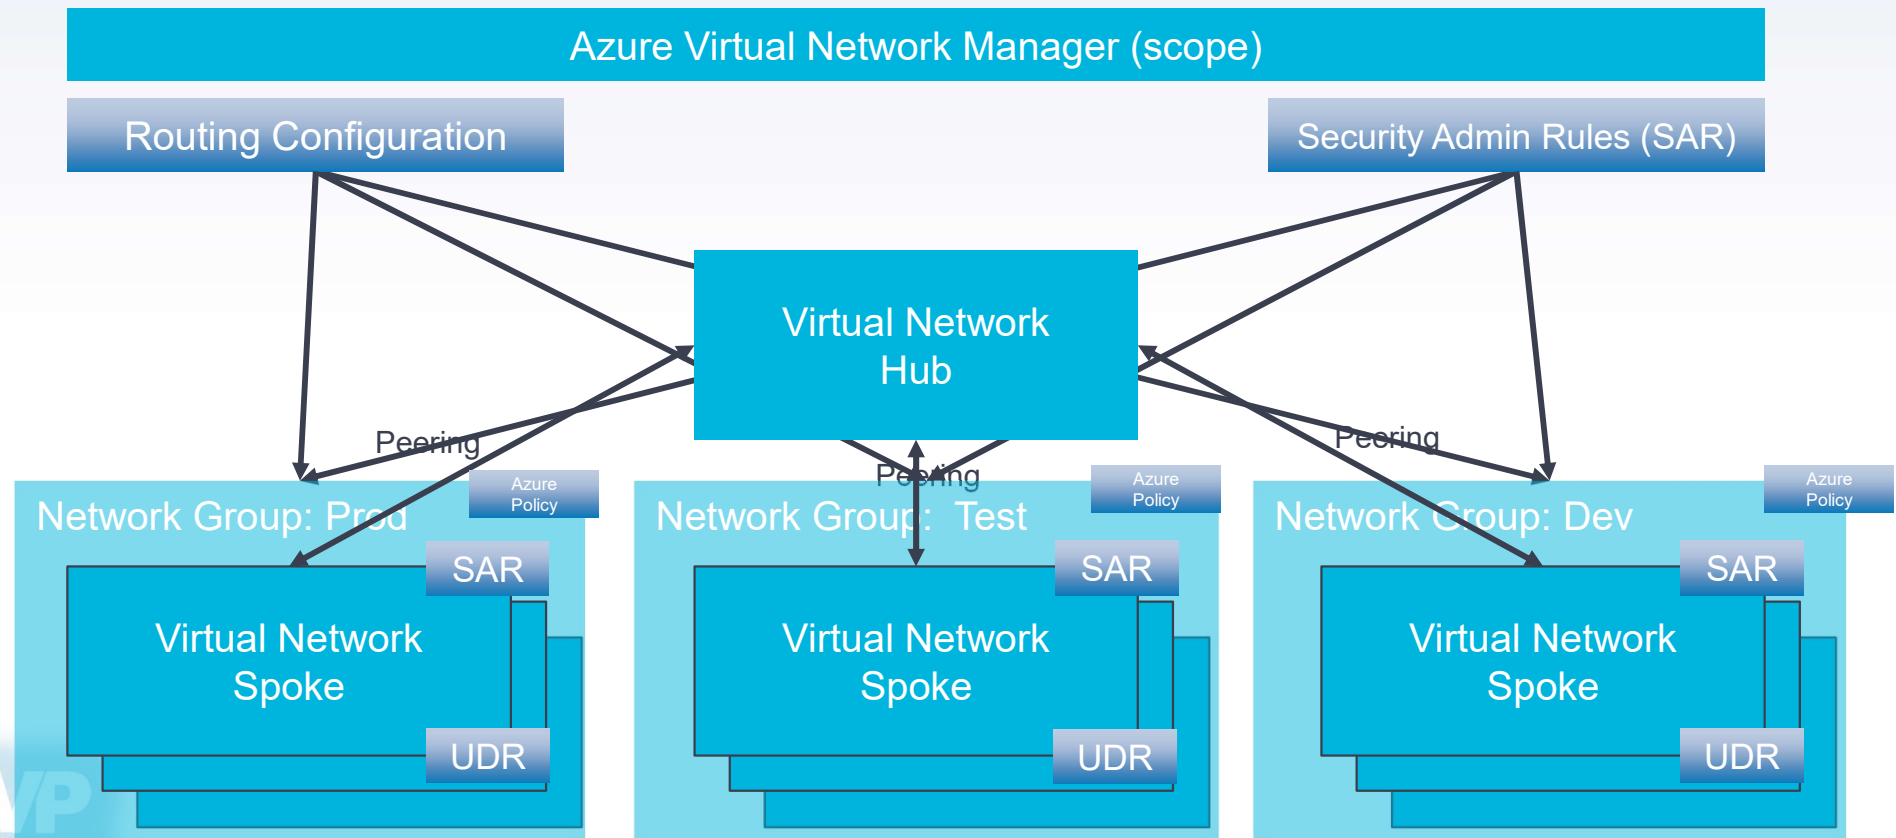 Azure Virtual Network Manager (scope)
Routing Configuration
Security Admin Rules (SAR)
Virtual Network
Hub
Peering
Peering
Peering
Azure
Policy
Azure
Policy
Azure
Policy
Network Group: Prod
Network Group:  Test
Network Group: Dev
SAR
SAR
SAR
Virtual Network
Spoke
Virtual Network
Spoke
Virtual Network
Spoke
UDR
UDR
UDR